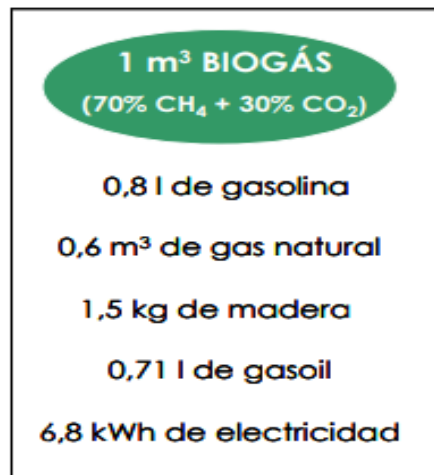 1 m³ BIOGÁS
(70% CH₄ + 30% CO₂)
0,8 l de gasolina
0,6 m³ de gas natural
1,5 kg de madera
0,71 l de gasoil
6,8 kWh de electricidad